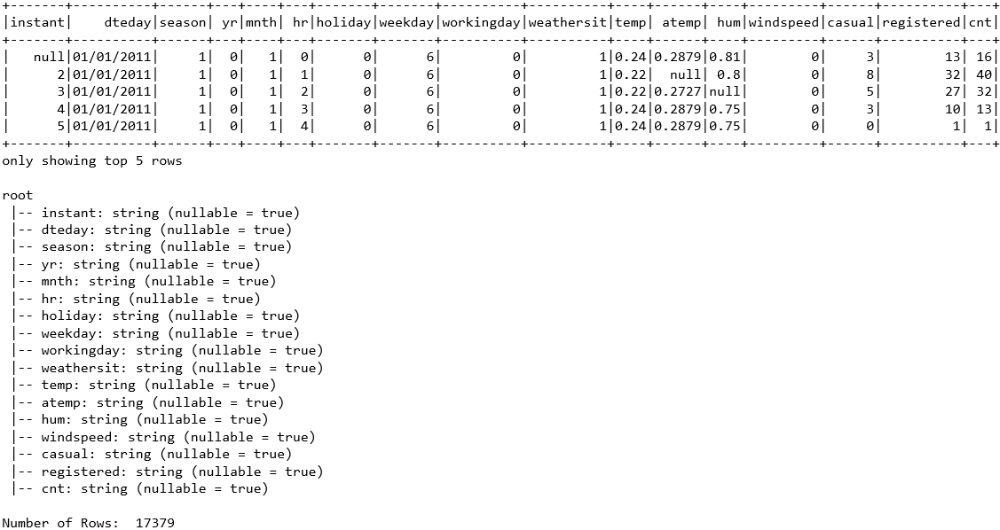 +-------+----------+------+---+----+---+-------+-------+----------+----------+----+------+----+---------+------+----------+---+
|instant|    dteday|season| yr|mnth| hr|holiday|weekday|workingday|weathersit|temp| atemp| hum|windspeed|casual|registered|cnt|
+-------+----------+------+---+----+---+-------+-------+----------+----------+----+------+----+---------+------+----------+---+
|   null|01/01/2011|     1|  0|   1|  0|      0|      6|         0|         1|0.24|0.2879|0.81|        0|     3|        13| 16|
|      2|01/01/2011|     1|  0|   1|  1|      0|      6|         0|         1|0.22|  null| 0.8|        0|     8|        32| 40|
|      3|01/01/2011|     1|  0|   1|  2|      0|      6|         0|         1|0.22|0.2727|null|        0|     5|        27| 32|
|      4|01/01/2011|     1|  0|   1|  3|      0|      6|         0|         1|0.24|0.2879|0.75|        0|     3|        10| 13|
|      5|01/01/2011|     1|  0|   1|  4|      0|      6|         0|         1|0.24|0.2879|0.75|        0|     0|         1|  1|
+-------+----------+------+---+----+---+-------+-------+----------+----------+----+------+----+---------+------+----------+---+
only showing top 5 rows

root
 |-- instant: string (nullable = true)
 |-- dteday: string (nullable = true)
 |-- season: string (nullable = true)
 |-- yr: string (nullable = true)
 |-- mnth: string (nullable = true)
 |-- hr: string (nullable = true)
 |-- holiday: string (nullable = true)
 |-- weekday: string (nullable = true)
 |-- workingday: string (nullable = true)
 |-- weathersit: string (nullable = true)
 |-- temp: string (nullable = true)
 |-- atemp: string (nullable = true)
 |-- hum: string (nullable = true)
 |-- windspeed: string (nullable = true)
 |-- casual: string (nullable = true)
 |-- registered: string (nullable = true)
 |-- cnt: string (nullable = true)

Number of Rows:  17379